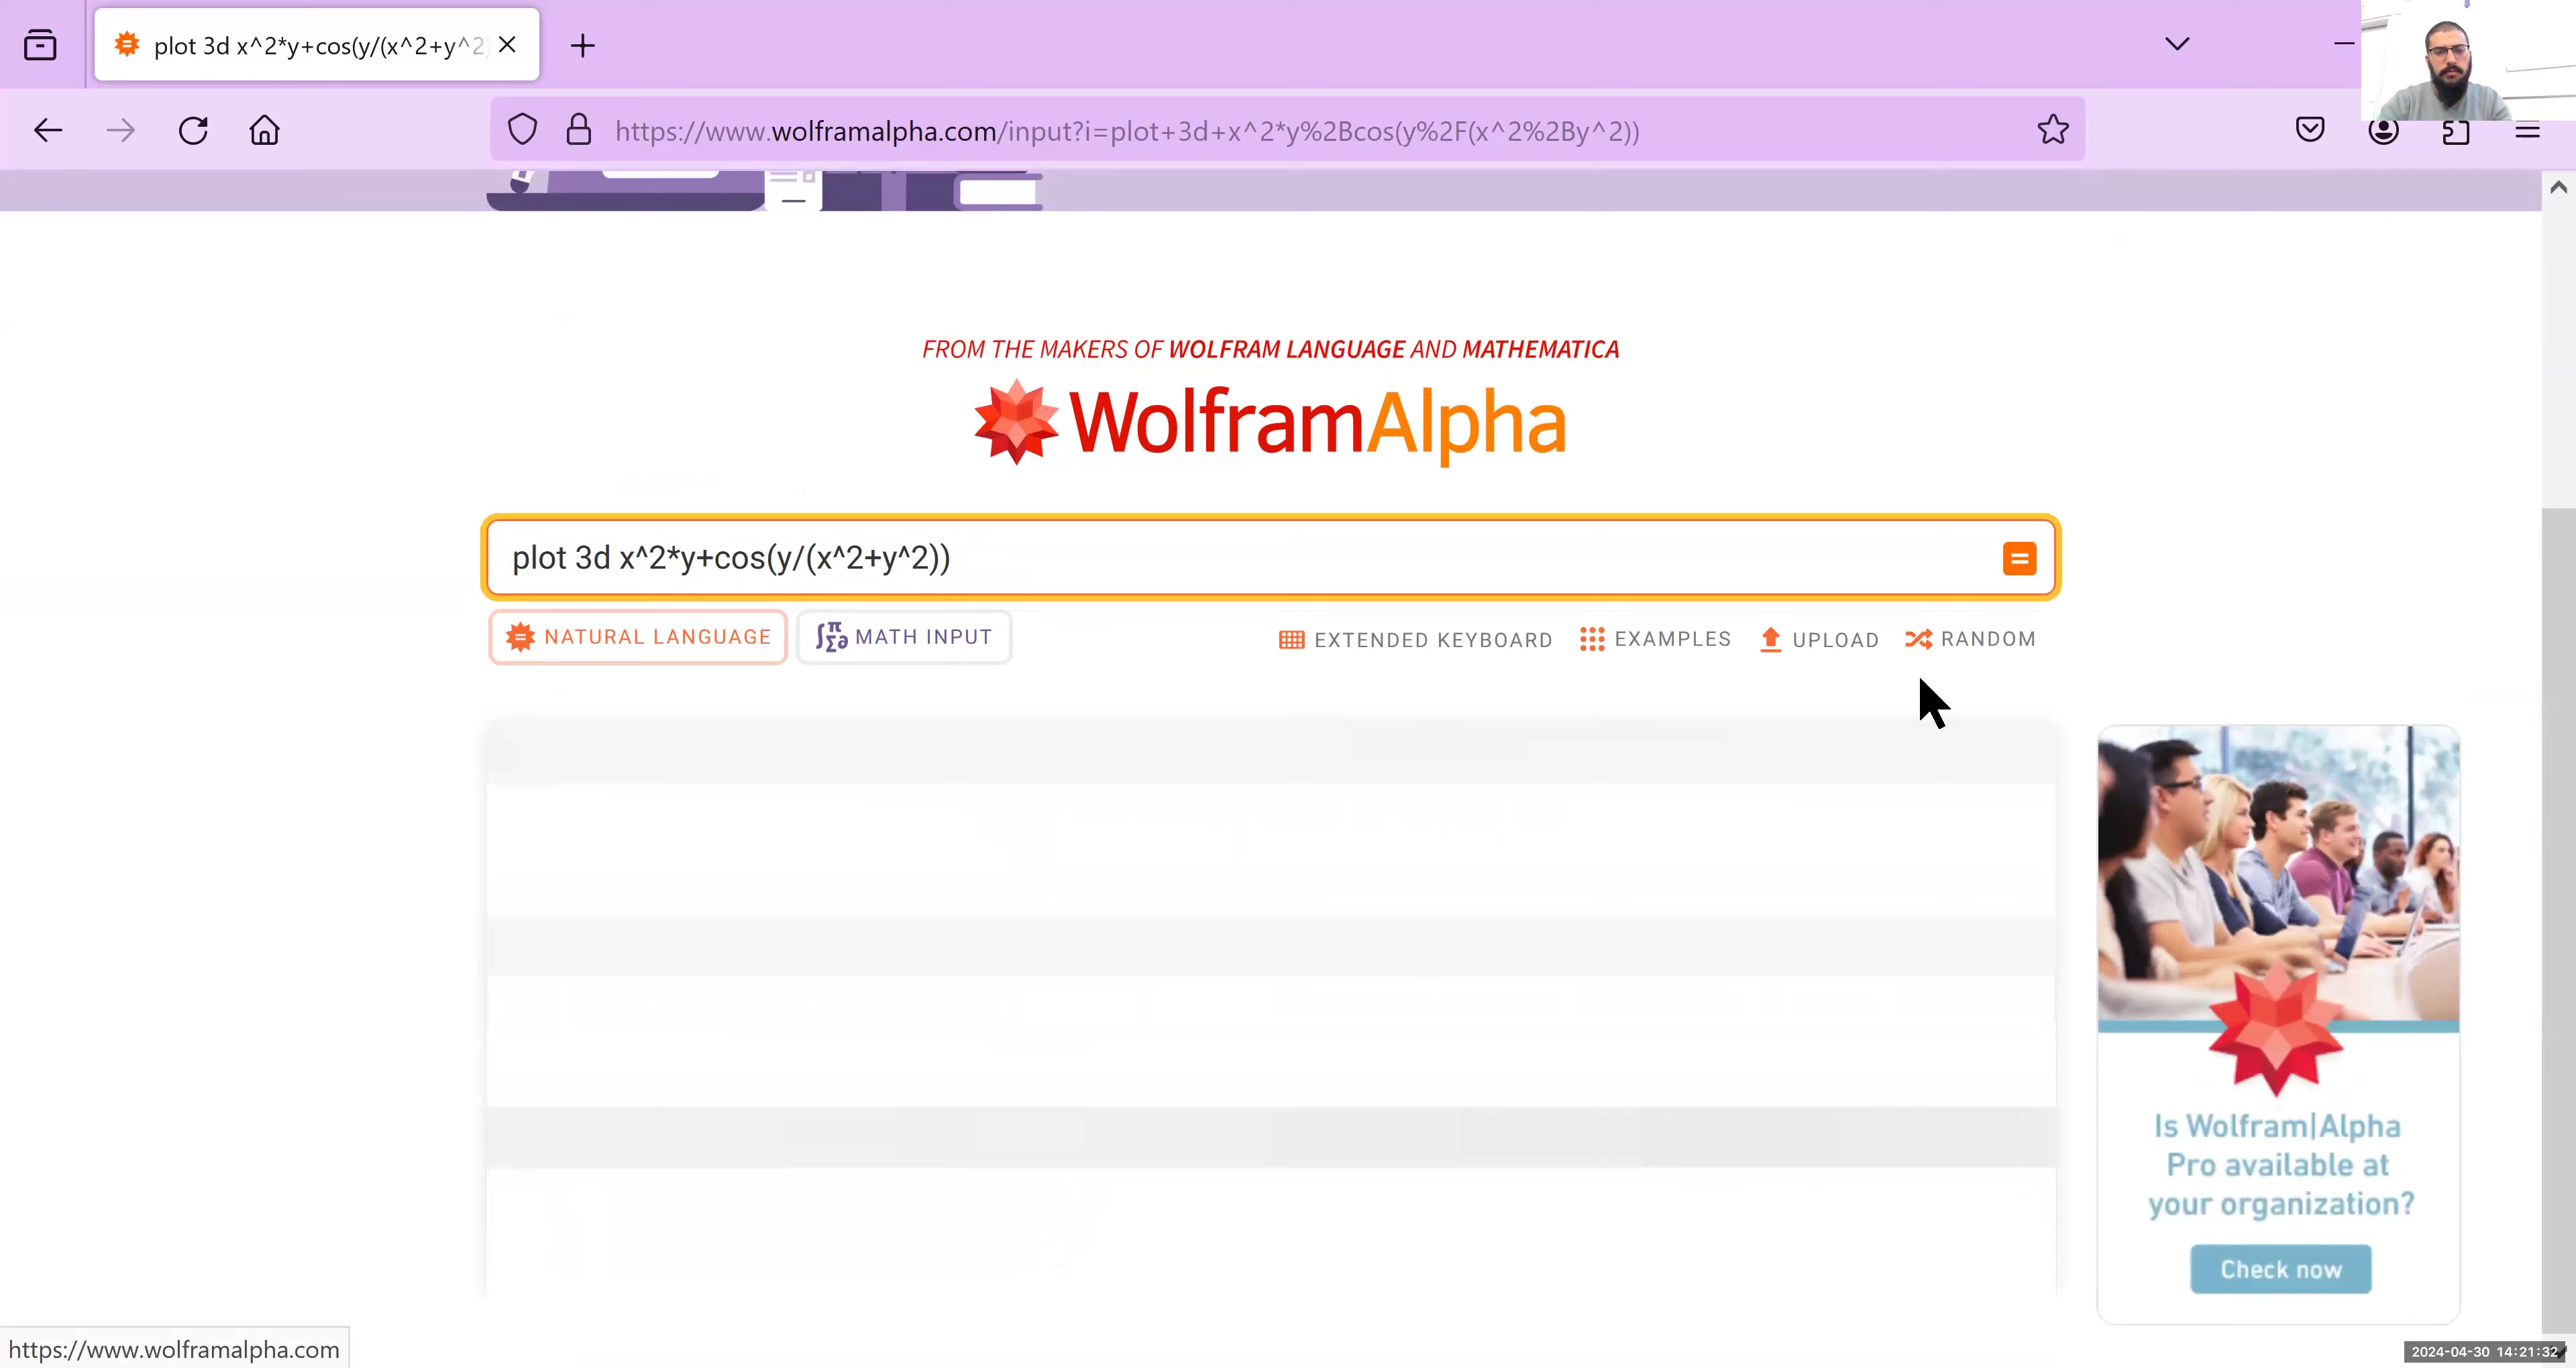 plot 3d x^2*y+cos(y/(x^2+y^2)
https://www.wolframalpha.com/input?i=plot+3d+x^2*y%2Bcos(y%2F(x^2%2By^2))
FROM THE MAKERS OF WOLFRAM LANGUAGE AND MATHEMATICA
WolframAlpha
plot 3d x^2*y+cos(y/(x^2+y^2))
NATURAL LANGUAGE MATH INPUT EXTENDED KEYBOARD EXAMPLES UPLOAD RANDOM
Is Wolfram|Alpha
Pro available at
your organization?
Check now
https://www.wolframalpha.com
2024-04-30 14:21:32